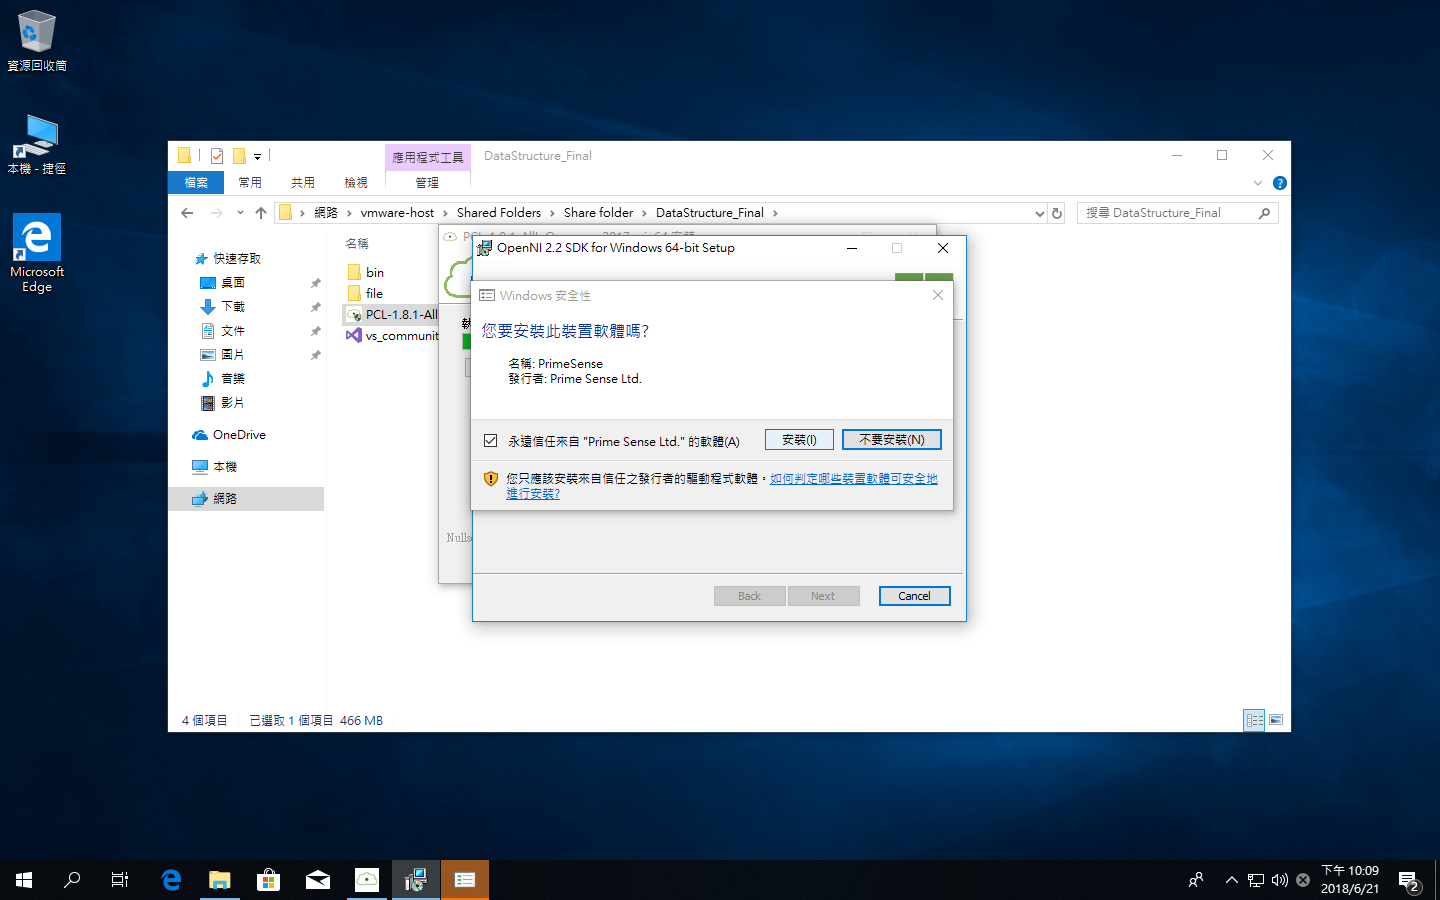 資源回收筒
本機 - 捷徑
Microsoft
Edge
應用程式工具
DataStructure_Final
檔案
常用
共用
檢視
管理
網路 › vmware-host › Shared Folders › Share folder › DataStructure_Final ›
搜尋 DataStructure_Final
快速存取
桌面
下載
文件
圖片
音樂
影片
OneDrive
本機
網路
名稱
bin
file
PCL-1.8.1-All
vs_communit
OpenNI 2.2 SDK for Windows 64-bit Setup
Windows 安全性
您要安裝此裝置軟體嗎?
名稱: PrimeSense
發行者: Prime Sense Ltd.
永遠信任來自 "Prime Sense Ltd." 的軟體(A)
安裝(I)
不要安裝(N)
您只應該安裝來自信任之發行者的驅動程式軟體。如何判定哪些裝置軟體可安全地
進行安裝?
Nulls
Back
Next
Cancel
4 個項目
已選取 1 個項目 466 MB
下午 10:09
2018/6/21
2